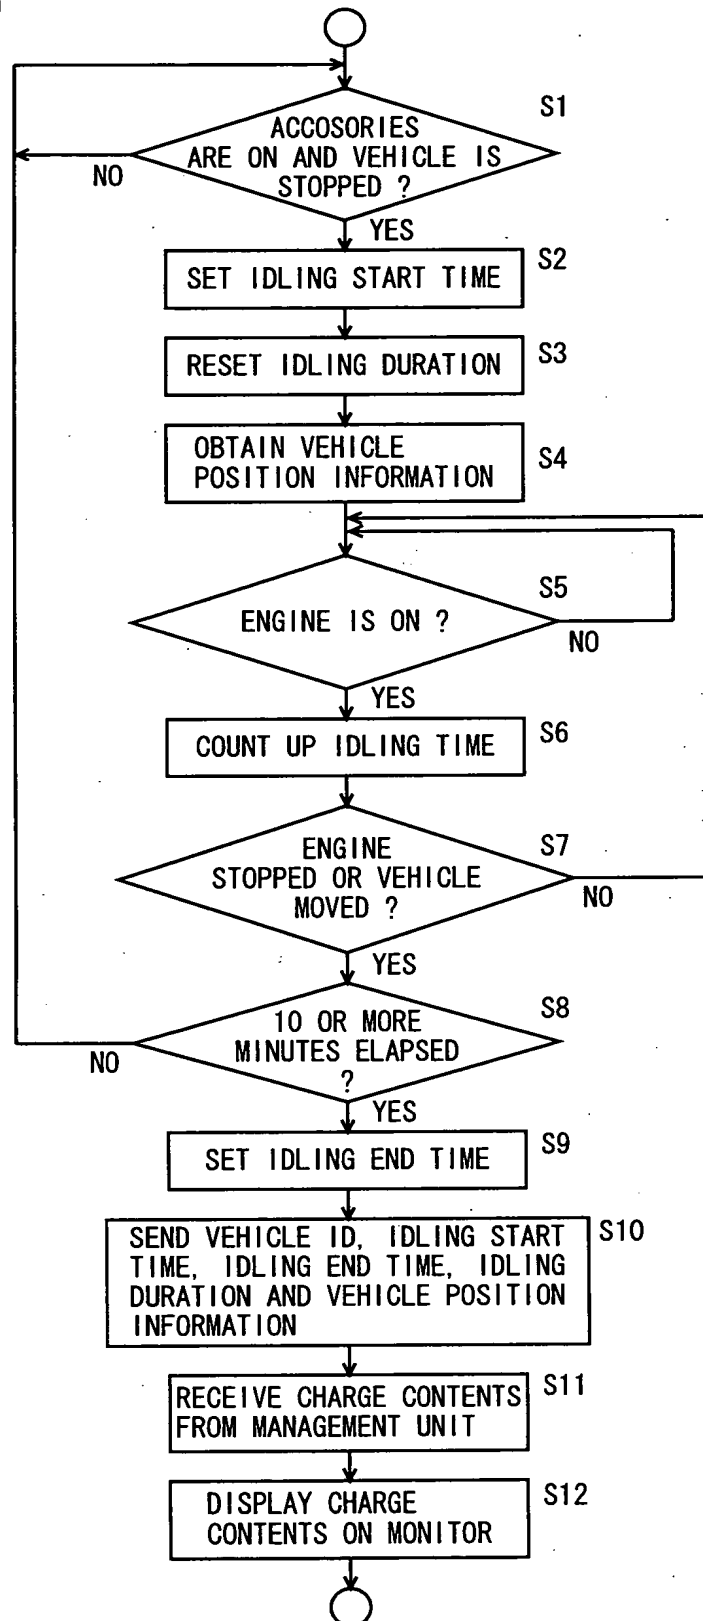 S1
ACCOSORIES
ARE ON AND VEHICLE IS
STOPPED ?
NO
YES
S2
SET IDLING START TIME
S3
RESET IDLING DURATION
S4
OBTAIN VEHICLE
POSITION INFORMATION
S5
ENGINE IS ON ?
NO
YES
S6
COUNT UP IDLING TIME
S7
ENGINE
STOPPED OR VEHICLE
MOVED ?
NO
YES
S8
10 OR MORE
MINUTES ELAPSED
?
NO
YES
S9
SET IDLING END TIME
S10
SEND VEHICLE ID, IDLING START
TIME, IDLING END TIME, IDLING
DURATION AND VEHICLE POSITION
INFORMATION
S11
RECEIVE CHARGE CONTENTS
FROM MANAGEMENT UNIT
S12
DISPLAY CHARGE
CONTENTS ON MONITOR